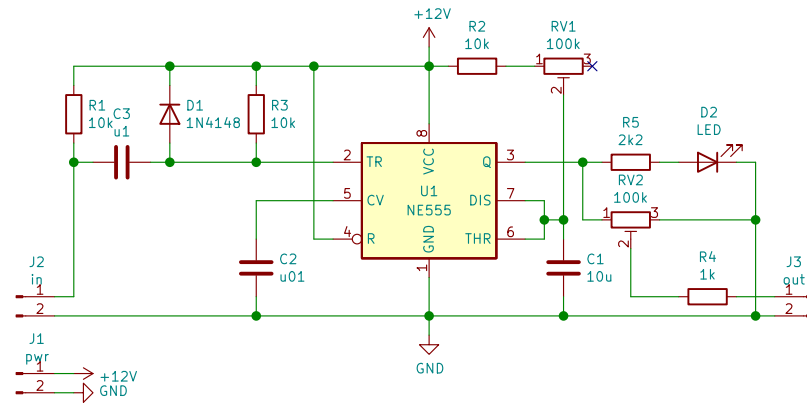 +12V
R2
10k
RV1
100k
1
3
2
R1
10k
C3
u1
D1
1N4148
R3
10k
8
VCC
2
TR
Q
3
5
CV
U1
NE555
DIS
7
4
R
GND
THR
6
1
R5
2k2
D2
LED
RV2
100k
1
3
2
C2
u01
C1
10u
R4
1k
J2
in
1
2
J3
out
1
2
GND
J1
pwr
1
+12V
2
GND